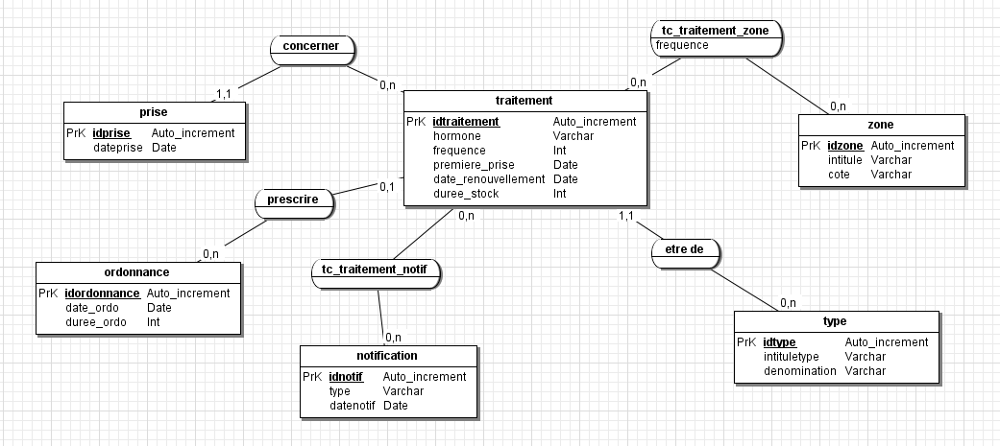 concerner
tc_traitement_zone
frequence
0,n
0,n
1,1
0,n
prise
PrK idprise Auto_increment
dateprise Date
traitement
PrK idtraitement Auto_increment
hormone Varchar
frequence Int
premiere_prise Date
date_renouvellement Date
duree_stock Int
zone
PrK idzone Auto_increment
intitule Varchar
cote Varchar
0,1
prescrire
0,n
1,1
0,n
etre de
tc_traitement_notif
ordonnance
PrK idordonnance Auto_increment
date_ordo Date
duree_ordo Int
0,n
0,n
type
PrK idtype Auto_increment
intituletype Varchar
denomination Varchar
notification
PrK idnotif Auto_increment
type Varchar
datenotif Date